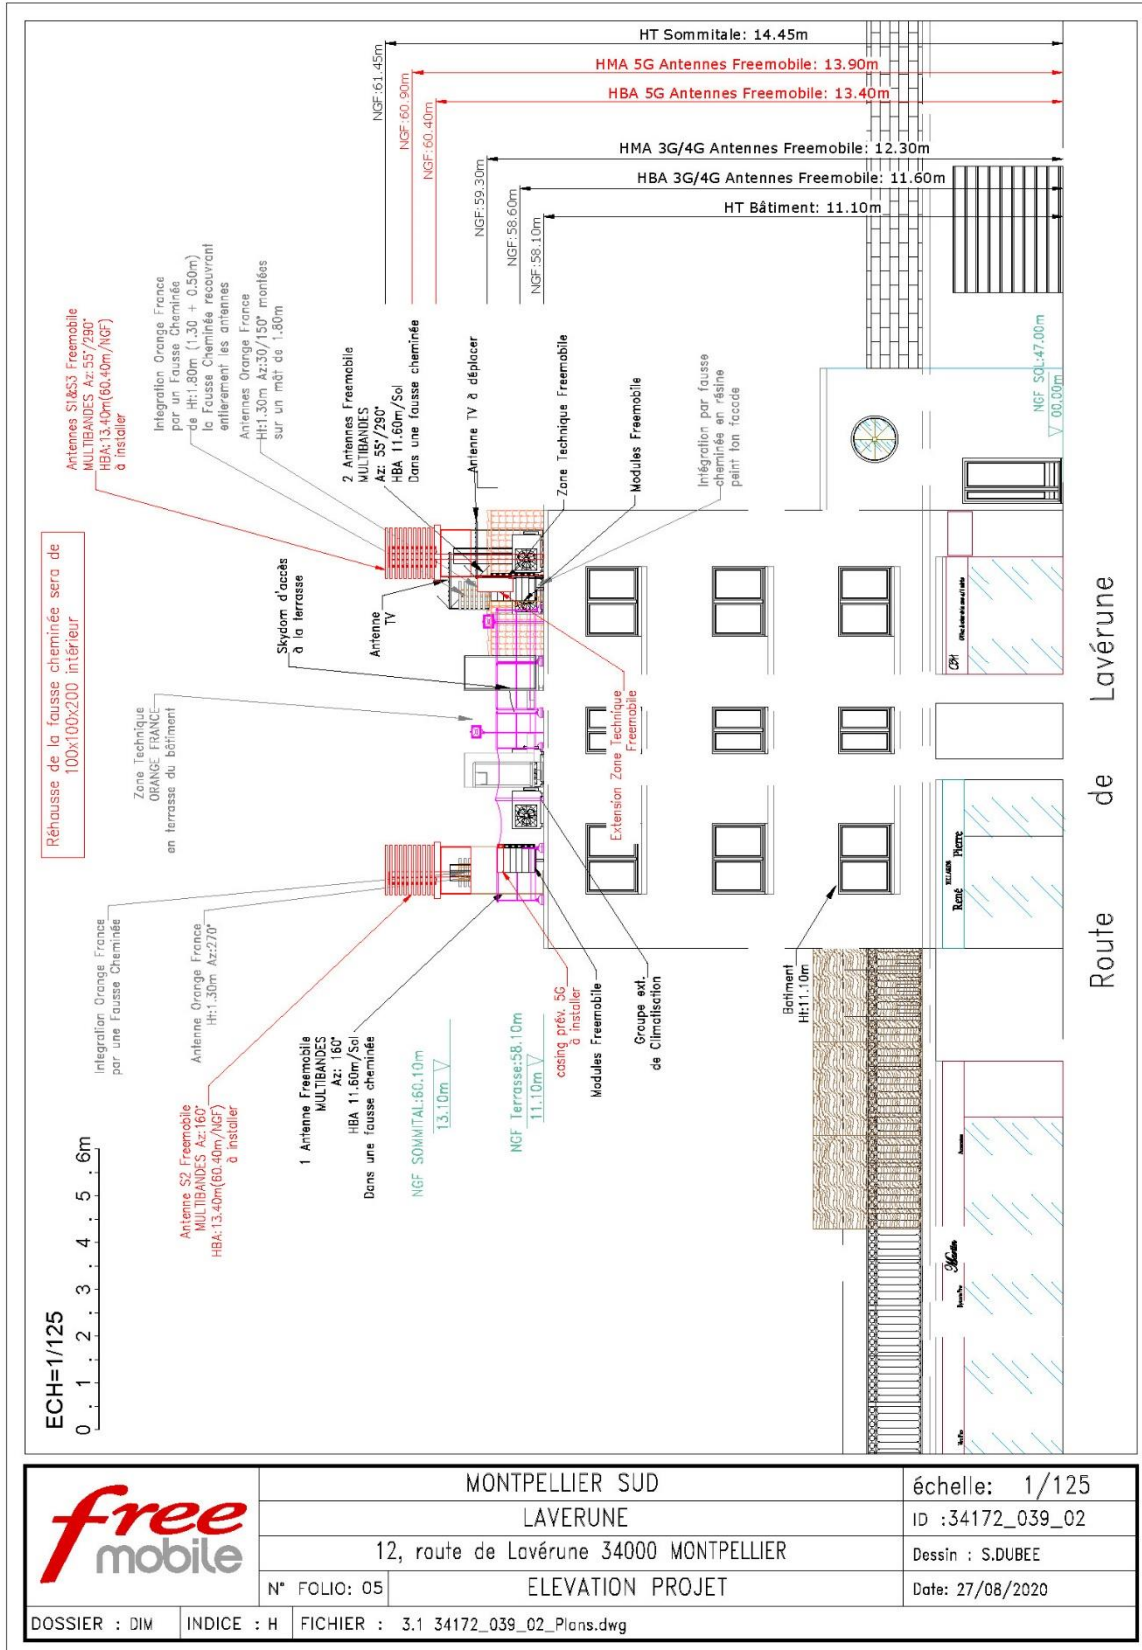 HT Sommitale: 14.45m
HMA 5G Antennes Freemobile: 13.90m
HBA 5G Antennes Freemobile: 13.40m
HMA 3G/4G Antennes Freemobile: 12.30m
HBA 3G/4G Antennes Freemobile: 11.60m
HT Bâtiment: 11.10m
NGF:61.45m
NGF:60.90m
NGF:60.40m
NGF:59.30m
NGF:58.60m
NGF:58.10m
Réhausse de la fausse cheminée sera de
100x100x200 intérieur
Antennes S1&S3 Freemobile
MULTIBANDES Az:55°/290°
HBA:13.40m(60.40m/NGF)
à installer
Integration Orange France
par un Fausse Cheminée
de Ht:1.80m (1.30 + 0.50m)
la Fausse Cheminée recouvrant
entierement les antennes
Antennes Orange France
Ht:1.30m Az:30/150° montées
sur un mât de 1.80m
2 Antennes Freemobile
MULTIBANDES
Az: 55°/290°
HBA 11.60m/Sol
Dans une fausse cheminée
Antenne TV à déplacer
Zone Technique Freemobile
Modules Freemobile
Intégration par fausse
cheminée en résine
peint ton facade
NGF SOL:47.00m
00.00m
Skydom d'accès
à la terrasse
Antenne
TV
Zone Technique
ORANGE FRANCE
en terrasse du bâtiment
Extension Zone Technique
Freemobile
Integration Orange France
par une Fausse Cheminée
Antenne Orange France
Ht:1.30m Az:270°
Antenne S2 Freemobile
MULTIBANDES Az:160°
HBA:13.40m(60.40m/NGF)
à installer
1 Antenne Freemobile
MULTIBANDES
Az: 160°
HBA 11.60m/Sol
Dans une fausse cheminée
NGF SOMMITAL:60.10m
13.10m
NGF Terrasse:58.10m
11.10m
casing prév. 5G
à installer
Modules Freemobile
Groupe ext.
de Climatisation
Batiment
Ht:11.10m
René Pierre
Route de Lavérune
ECH=1/125
0 1 2 3 4 5 6m
free
mobile
MONTPELLIER SUD
LAVERUNE
12, route de Lavérune 34000 MONTPELLIER
N° FOLIO: 05
ELEVATION PROJET
échelle: 1/125
ID :34172_039_02
Dessin : S.DUBEE
Date: 27/08/2020
DOSSIER : DIM
INDICE : H
FICHIER : 3.1 34172_039_02_Plans.dwg